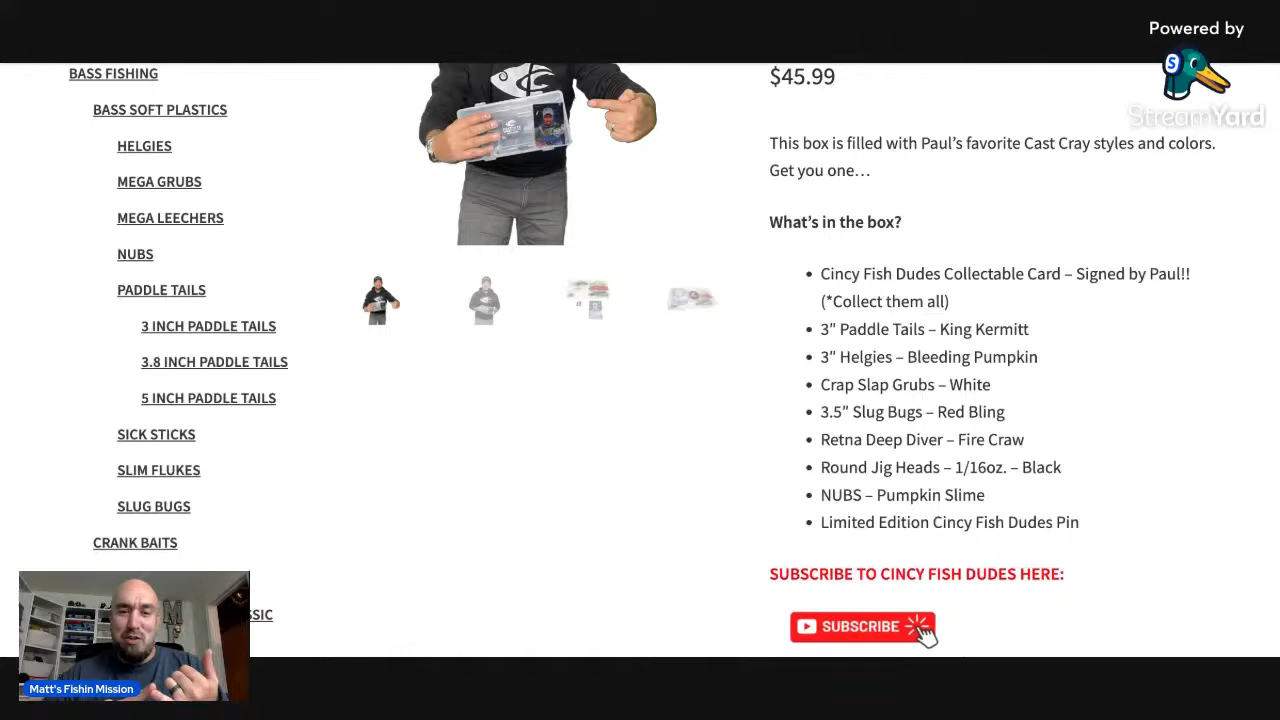 Powered by
StreamYard
BASS FISHING
BASS SOFT PLASTICS
HELGIES
MEGA GRUBS
MEGA LEECHERS
NUBS
PADDLE TAILS
3 INCH PADDLE TAILS
3.8 INCH PADDLE TAILS
5 INCH PADDLE TAILS
SICK STICKS
SLIM FLUKES
SLUG BUGS
CRANK BAITS
$45.99
This box is filled with Paul’s favorite Cast Cray styles and colors.
Get you one…
What’s in the box?
Cincy Fish Dudes Collectable Card – Signed by Paul!!
(*Collect them all)
3″ Paddle Tails – King Kermitt
3″ Helgies – Bleeding Pumpkin
Crap Slap Grubs – White
3.5″ Slug Bugs – Red Bling
Retna Deep Diver – Fire Craw
Round Jig Heads – 1/16oz. – Black
NUBS – Pumpkin Slime
Limited Edition Cincy Fish Dudes Pin
SUBSCRIBE TO CINCY FISH DUDES HERE:
SUBSCRIBE
Matt's Fishin Mission